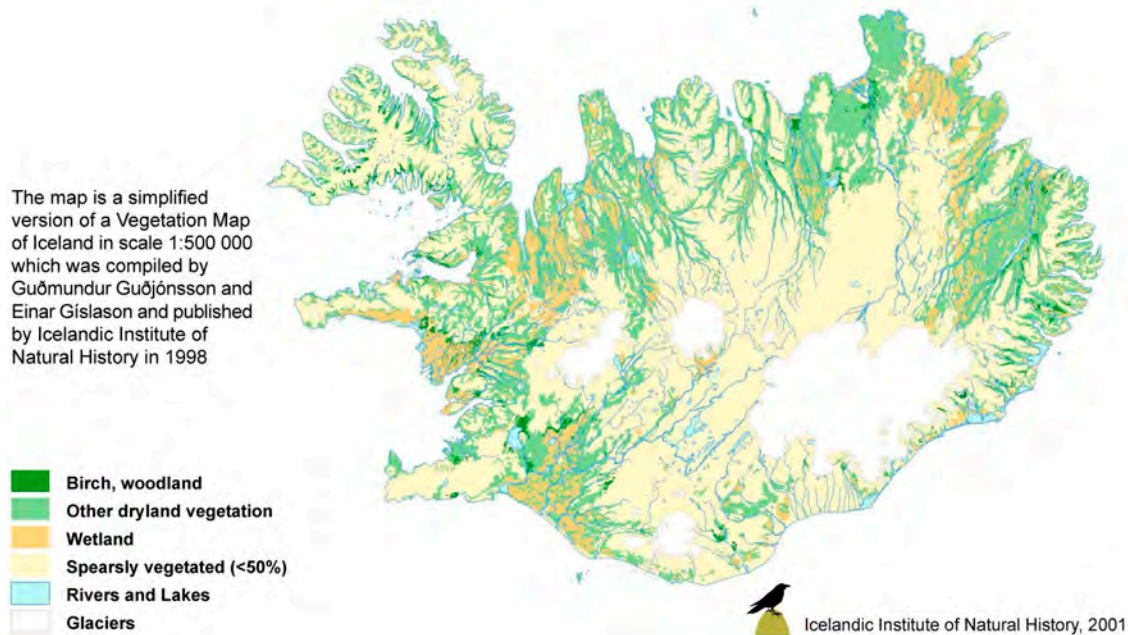 The map is a simplified
version of a Vegetation Map
of Iceland in scale 1:500 000
which was compiled by
Guðmundur Guðjónsson and
Einar Gíslason and published
by Icelandic Institute of
Natural History in 1998
Birch, woodland
Other dryland vegetation
Wetland
Spearsly vegetated (<50%)
Rivers and Lakes
Glaciers
Icelandic Institute of Natural History, 2001